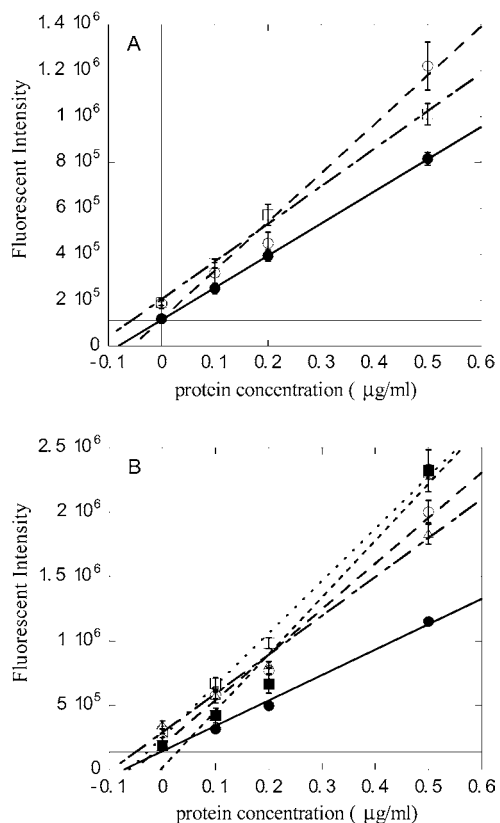 A
Fluorescent Intensity
1.4 10⁶
1.2 10⁶
1 10⁶
8 10⁵
6 10⁵
4 10⁵
2 10⁵
0
-0.1 0 0.1 0.2 0.3 0.4 0.5 0.6
protein concentration ( μg/ml)
B
Fluorescent Intensity
2.5 10⁶
2 10⁶
1.5 10⁶
1 10⁶
5 10⁵
0
-0.1 0 0.1 0.2 0.3 0.4 0.5 0.6
protein concentration ( μg/ml)